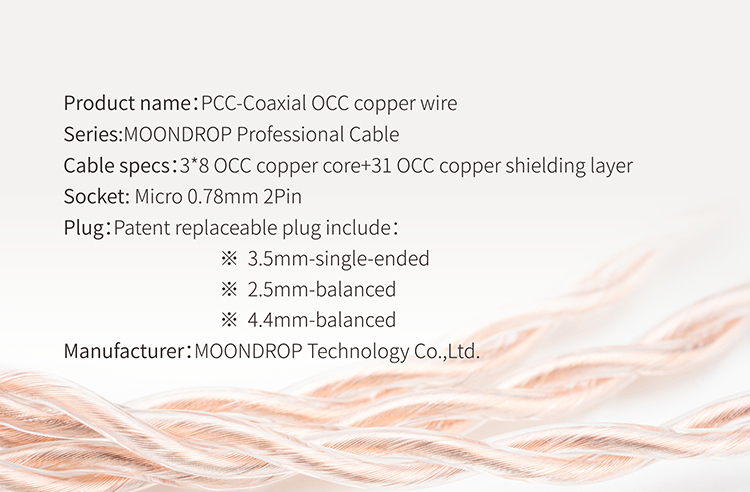 Product name：PCC-Coaxial OCC copper wire
Series:MOONDROP Professional Cable
Cable specs：3*8 OCC copper core+31 OCC copper shielding layer
Socket: Micro 0.78mm 2Pin
Plug：Patent replaceable plug include：
※ 3.5mm-single-ended
※ 2.5mm-balanced
※ 4.4mm-balanced
Manufacturer：MOONDROP Technology Co.,Ltd.